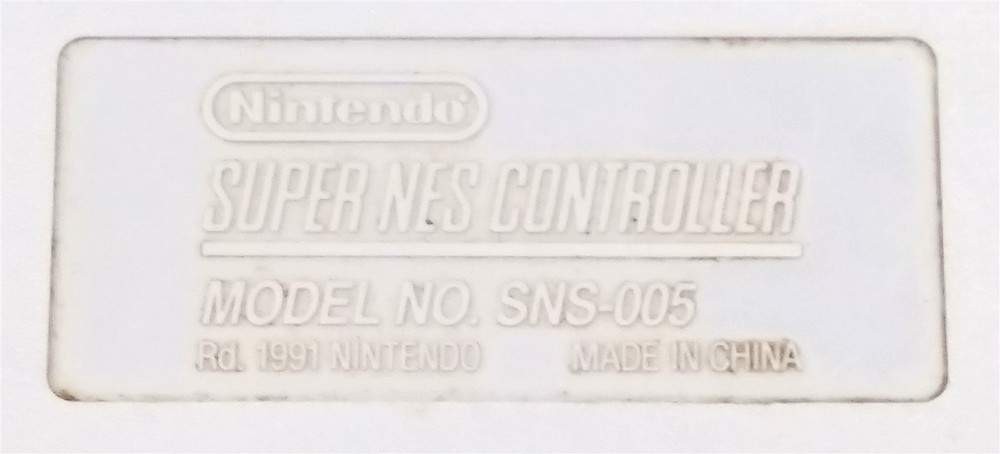 Nintendo®
SUPER NES CONTROLLER
MODEL NO. SNS-005
Rd. 1991 NINTENDO MADE IN CHINA